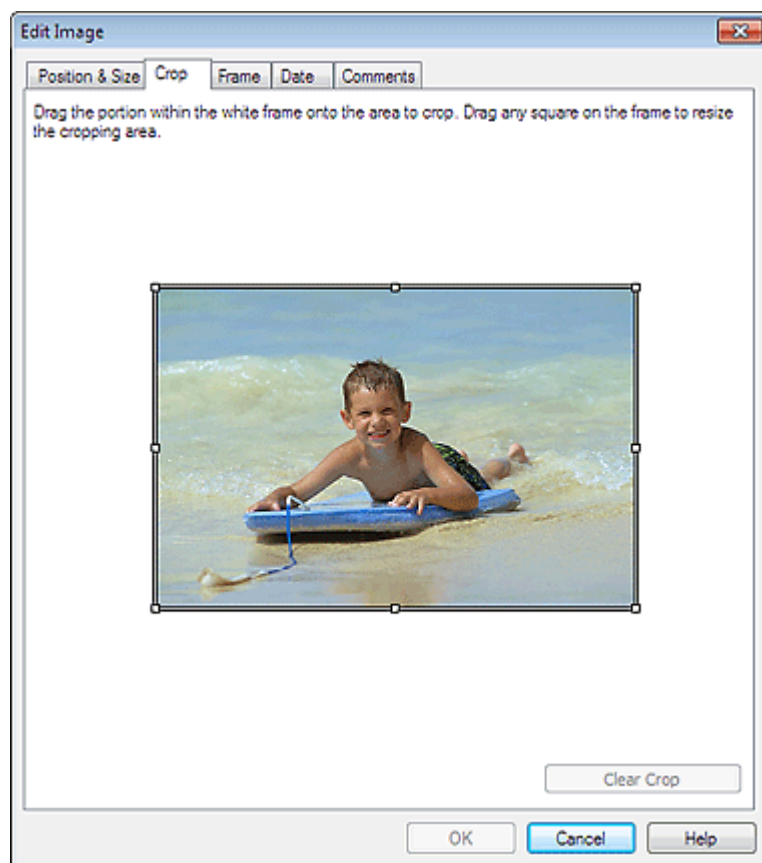 Edit Image
Position & Size Crop Frame Date Comments
Drag the portion within the white frame onto the area to crop. Drag any square on the frame to resize
the cropping area.
Clear Crop
OK Cancel Help